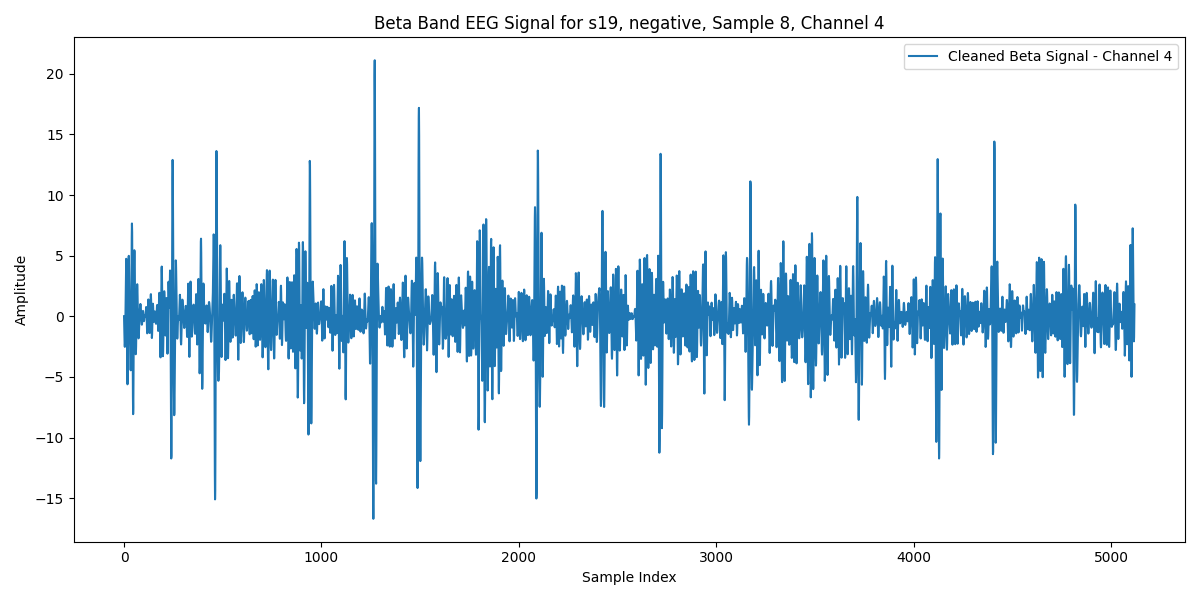 Beta Band EEG Signal for s19, negative, Sample 8, Channel 4
Cleaned Beta Signal - Channel 4
Amplitude
20
15
10
5
0
−5
−10
−15
0 1000 2000 3000 4000 5000
Sample Index